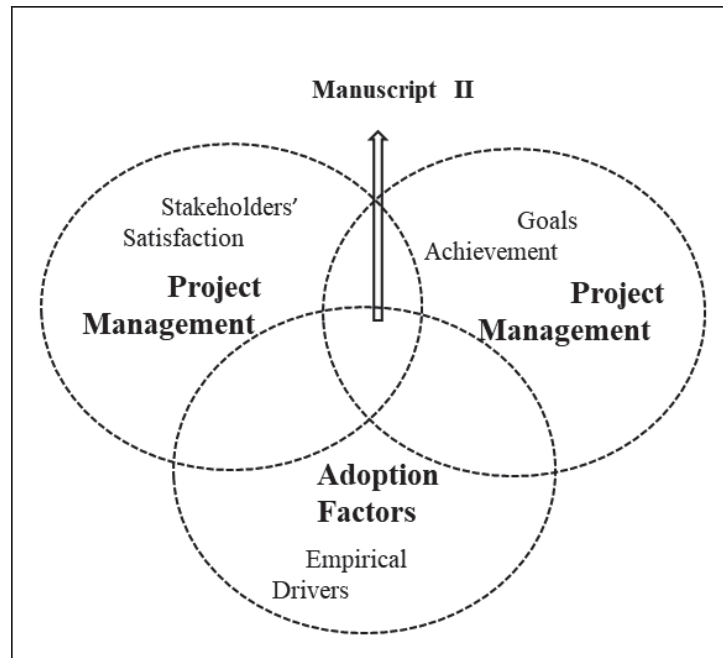 Manuscript II
Stakeholders’
Satisfaction
Project
Management
Goals
Achievement
Project
Management
Adoption
Factors
Empirical
Drivers